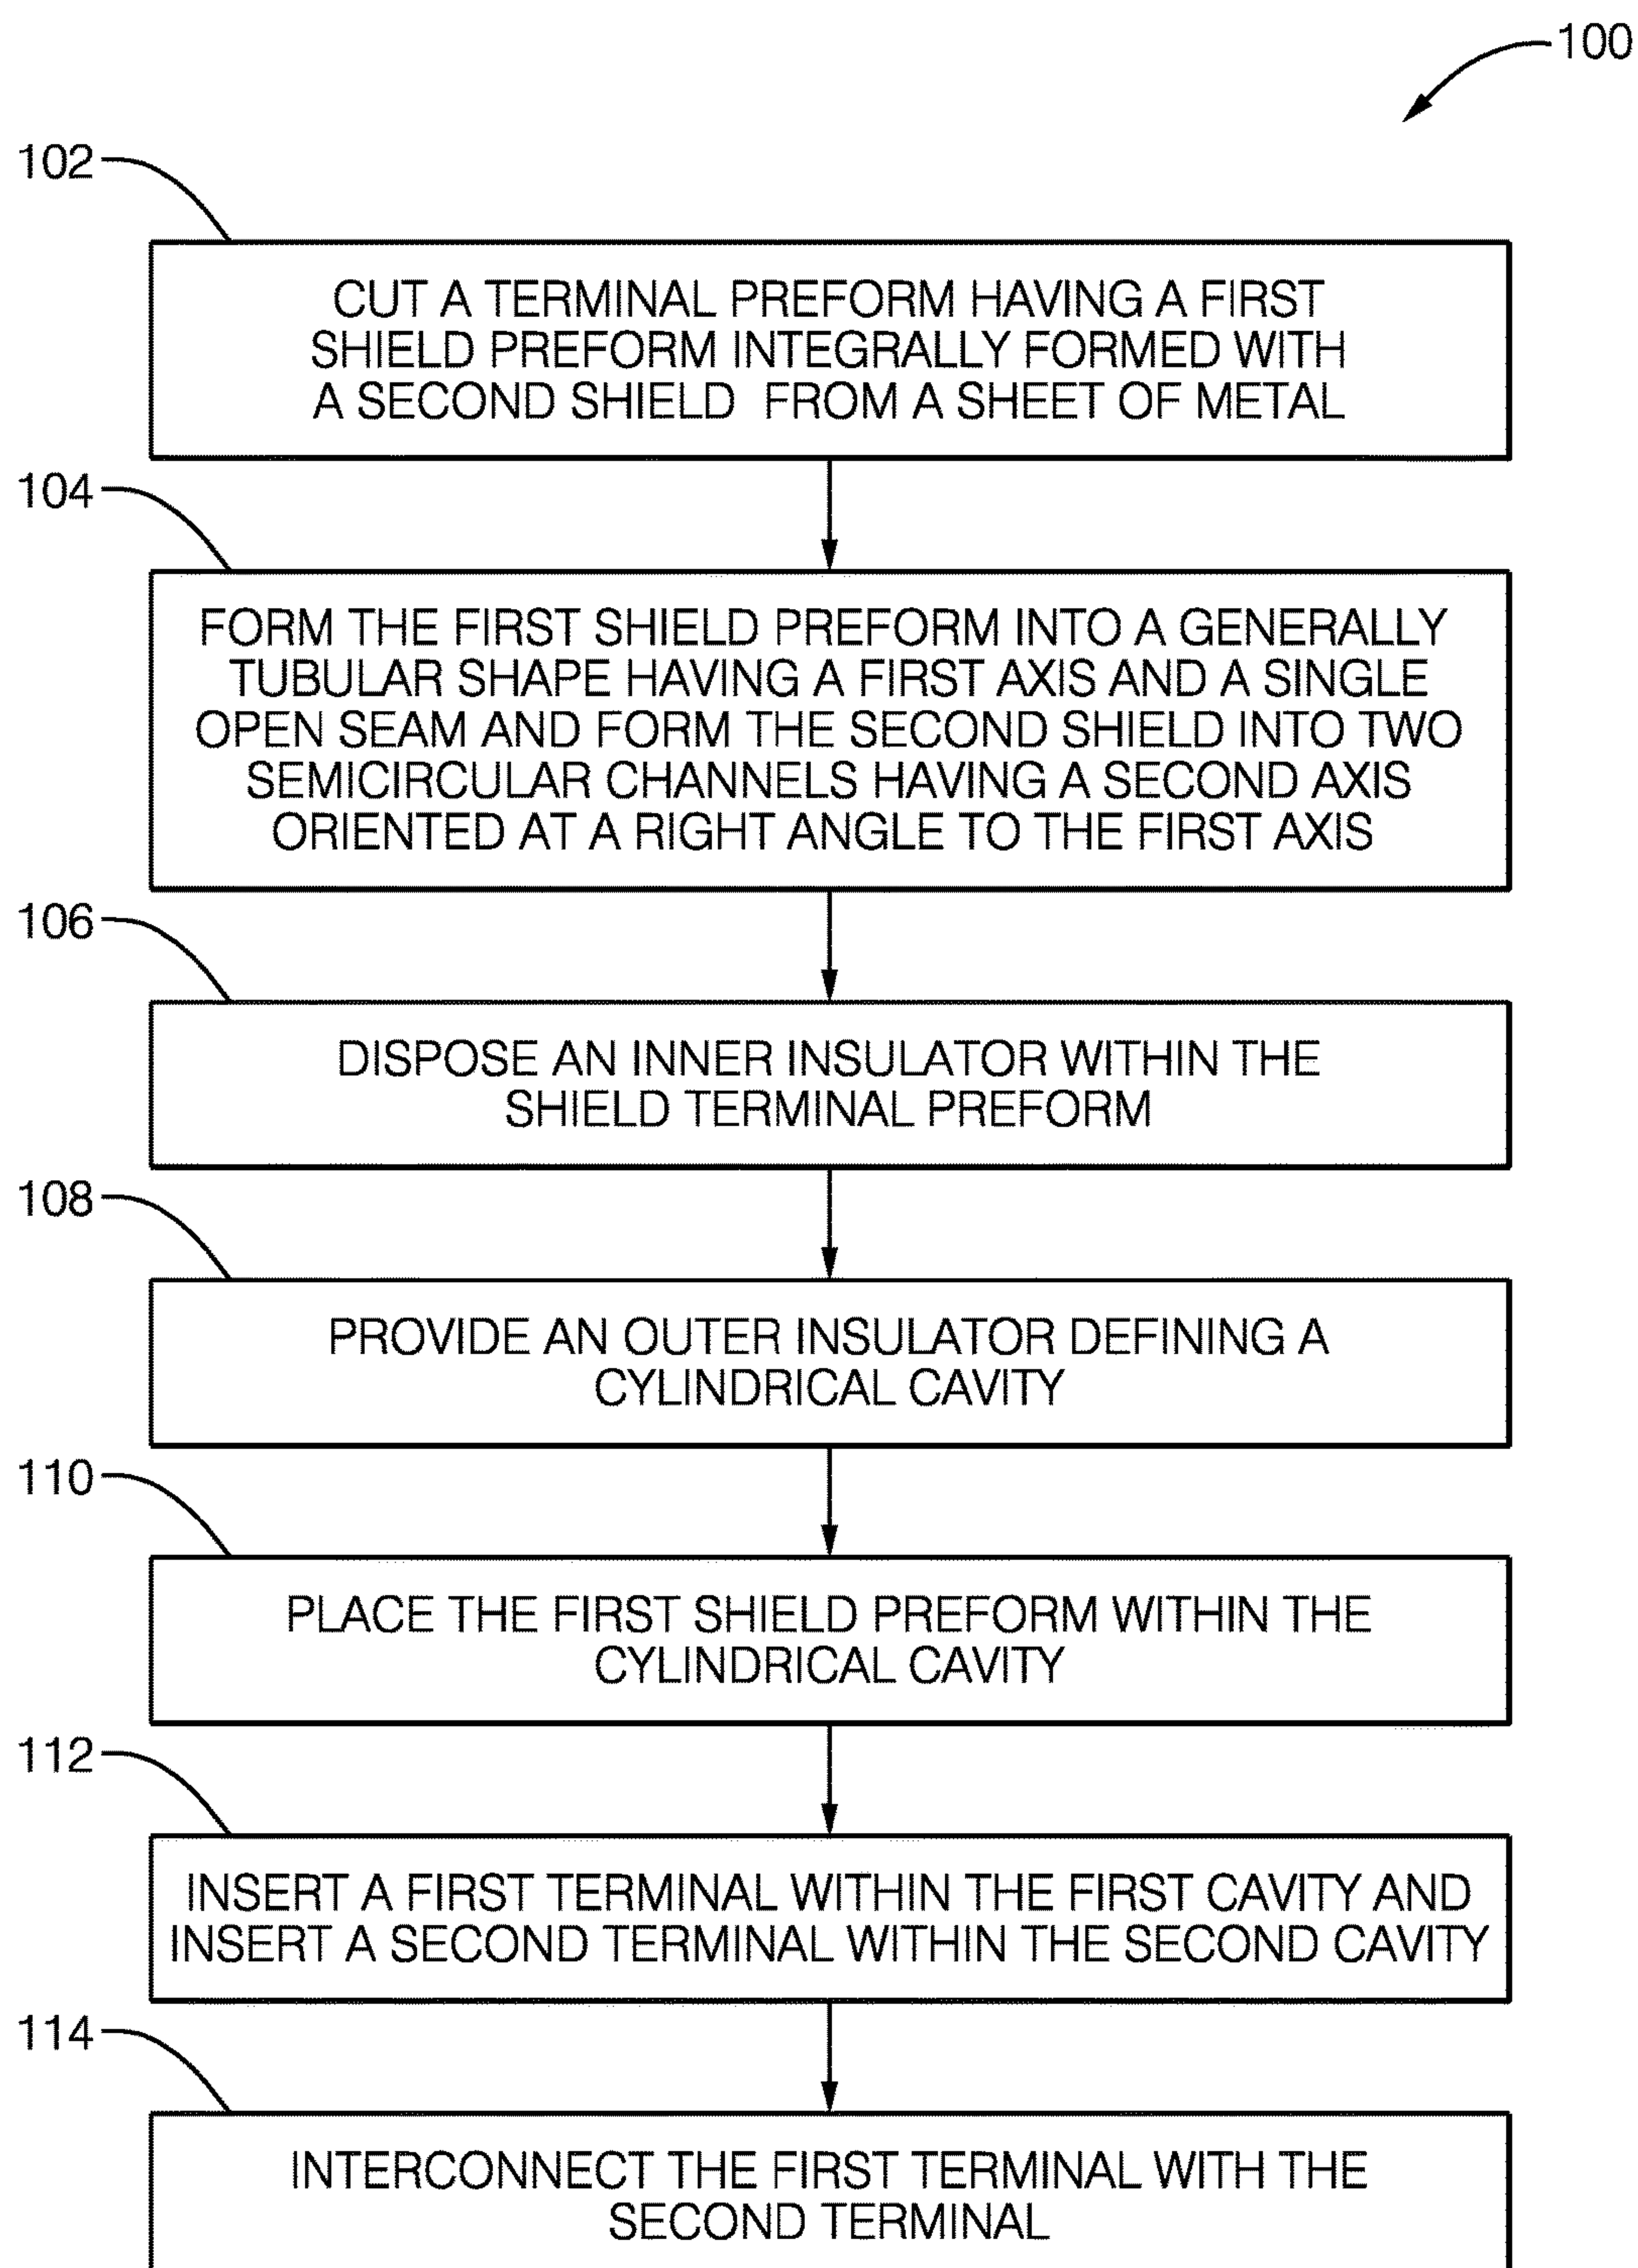 100
102
CUT A TERMINAL PREFORM HAVING A FIRST
SHIELD PREFORM INTEGRALLY FORMED WITH
A SECOND SHIELD FROM A SHEET OF METAL
104
FORM THE FIRST SHIELD PREFORM INTO A GENERALLY
TUBULAR SHAPE HAVING A FIRST AXIS AND A SINGLE
OPEN SEAM AND FORM THE SECOND SHIELD INTO TWO
SEMICIRCULAR CHANNELS HAVING A SECOND AXIS
ORIENTED AT A RIGHT ANGLE TO THE FIRST AXIS
106
DISPOSE AN INNER INSULATOR WITHIN THE
SHIELD TERMINAL PREFORM
108
PROVIDE AN OUTER INSULATOR DEFINING A
CYLINDRICAL CAVITY
110
PLACE THE FIRST SHIELD PREFORM WITHIN THE
CYLINDRICAL CAVITY
112
INSERT A FIRST TERMINAL WITHIN THE FIRST CAVITY AND
INSERT A SECOND TERMINAL WITHIN THE SECOND CAVITY
114
INTERCONNECT THE FIRST TERMINAL WITH THE
SECOND TERMINAL